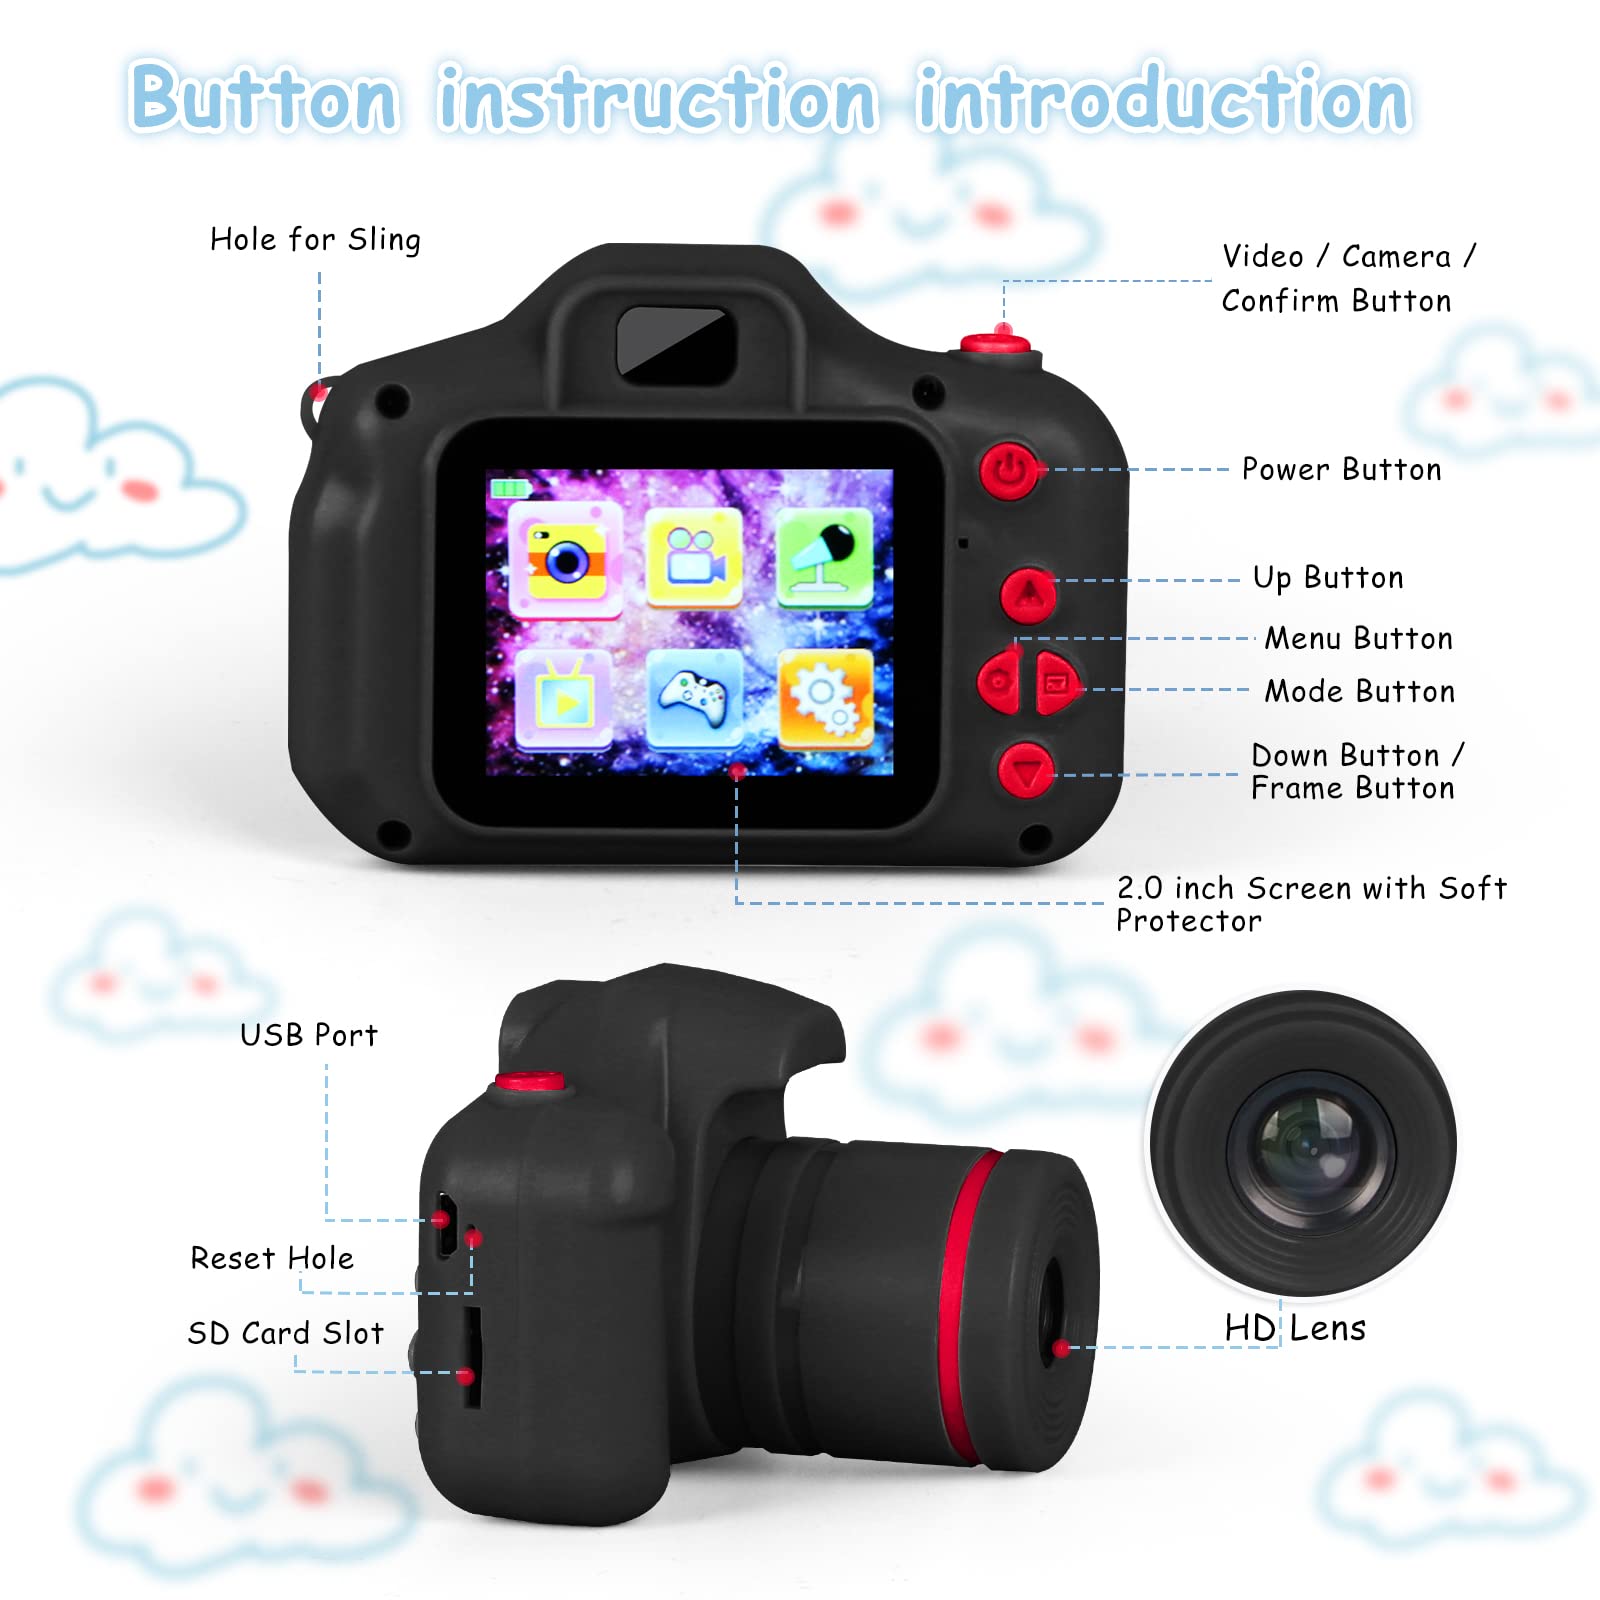 Button instruction introduction
Hole for Sling
Video / Camera /
Confirm Button
Power Button
Up Button
Menu Button
Mode Button
Down Button /
Frame Button
2.0 inch Screen with Soft
Protector
USB Port
Reset Hole
SD Card Slot
HD Lens